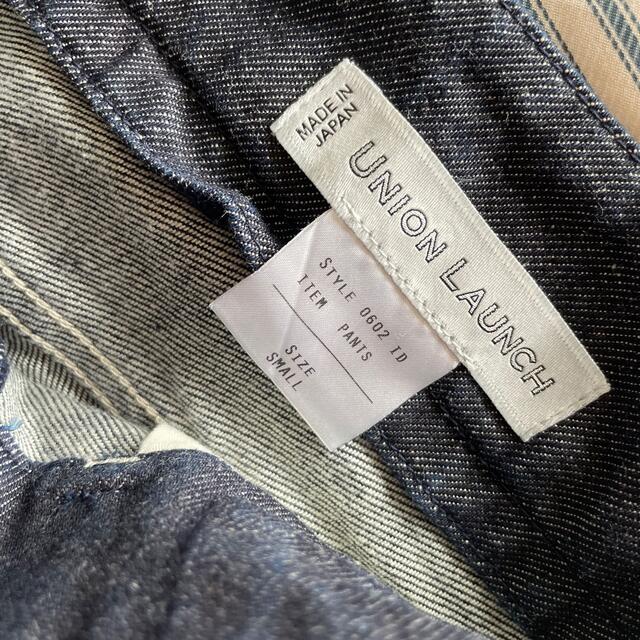 MADE IN
JAPAN
UNION LAUNCH
STYLE 0602 ID
ITEM PANTS
SIZE
SMALL